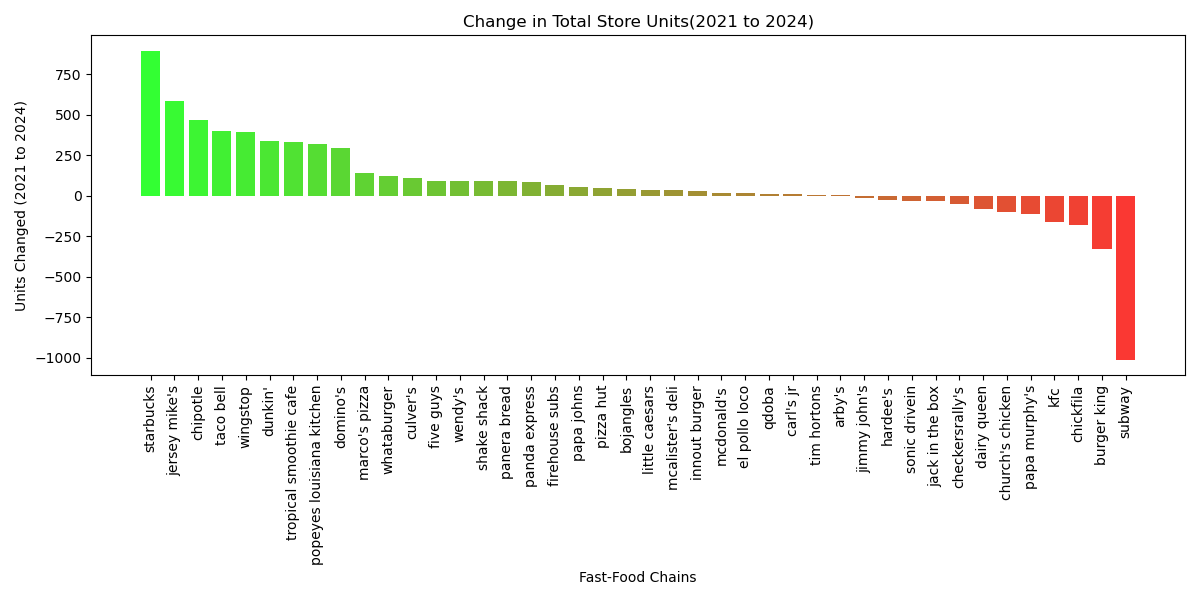 Change in Total Store Units(2021 to 2024)
Units Changed (2021 to 2024)
750
500
250
0
−250
−500
−750
−1000
starbucks
jersey mike's
chipotle
taco bell
wingstop
dunkin'
tropical smoothie cafe
popeyes louisiana kitchen
domino's
marco's pizza
whataburger
culver's
five guys
wendy's
shake shack
panera bread
panda express
firehouse subs
papa johns
pizza hut
bojangles
little caesars
mcalister's deli
innout burger
mcdonald's
el pollo loco
qdoba
carl's jr
tim hortons
arby's
jimmy john's
hardee's
sonic drivein
jack in the box
checkersrally's
dairy queen
church's chicken
papa murphy's
kfc
chickfila
burger king
subway
Fast-Food Chains